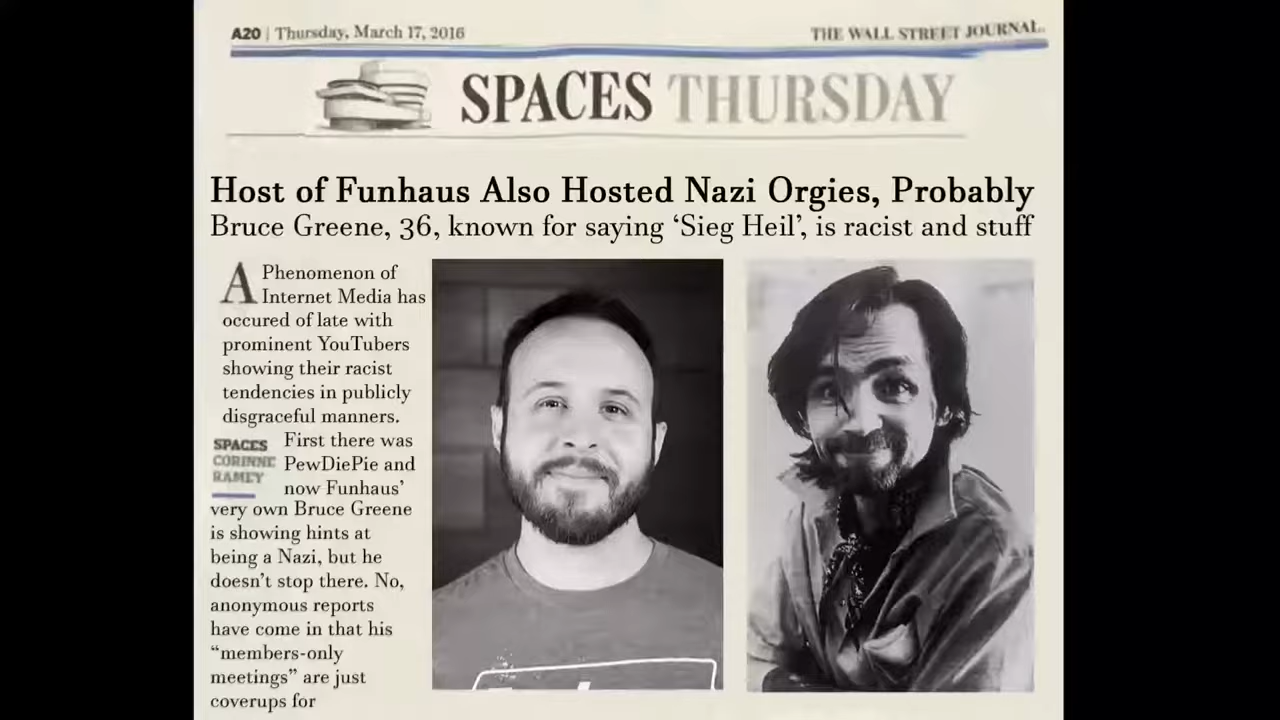 A20 | Thursday, March 17, 2016
THE WALL STREET JOURNAL.
SPACES THURSDAY
Host of Funhaus Also Hosted Nazi Orgies, Probably
Bruce Greene, 36, known for saying ‘Sieg Heil’, is racist and stuff
A Phenomenon of
Internet Media has
occured of late with
prominent YouTubers
showing their racist
tendencies in publicly
disgraceful manners.
SPACES
CORINNE
RAMEY
First there was
PewDiePie and
now Funhaus’
very own Bruce Greene
is showing hints at
being a Nazi, but he
doesn’t stop there. No,
anonymous reports
have come in that his
“members-only
meetings” are just
coverups for